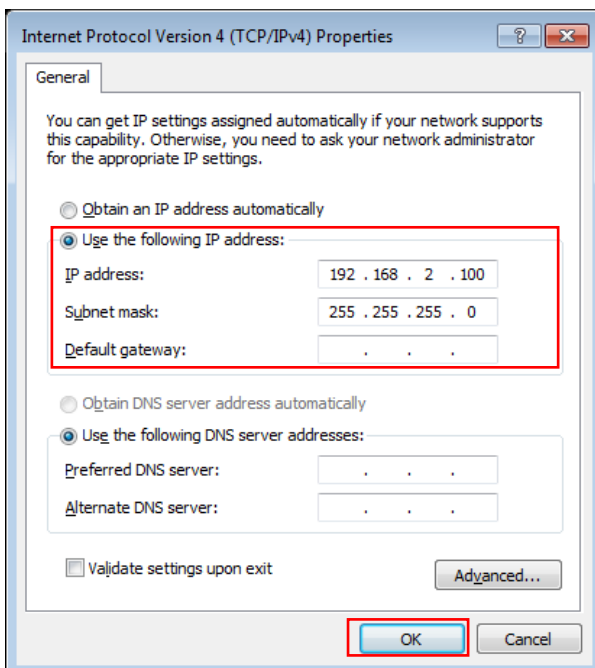 Internet Protocol Version 4 (TCP/IPv4) Properties
General
You can get IP settings assigned automatically if your network supports
this capability. Otherwise, you need to ask your network administrator
for the appropriate IP settings.
Obtain an IP address automatically
Use the following IP address:
IP address: 192 . 168 . 2 . 100
Subnet mask: 255 . 255 . 255 . 0
Default gateway: . . .
Obtain DNS server address automatically
Use the following DNS server addresses:
Preferred DNS server: . . .
Alternate DNS server: . . .
Validate settings upon exit
Advanced...
OK Cancel